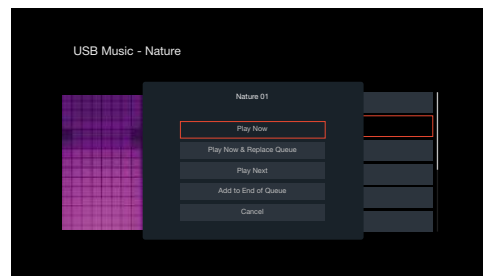 USB Music - Nature
Nature 01
Play Now
Play Now & Replace Queue
Play Next
Add to End of Queue
Cancel